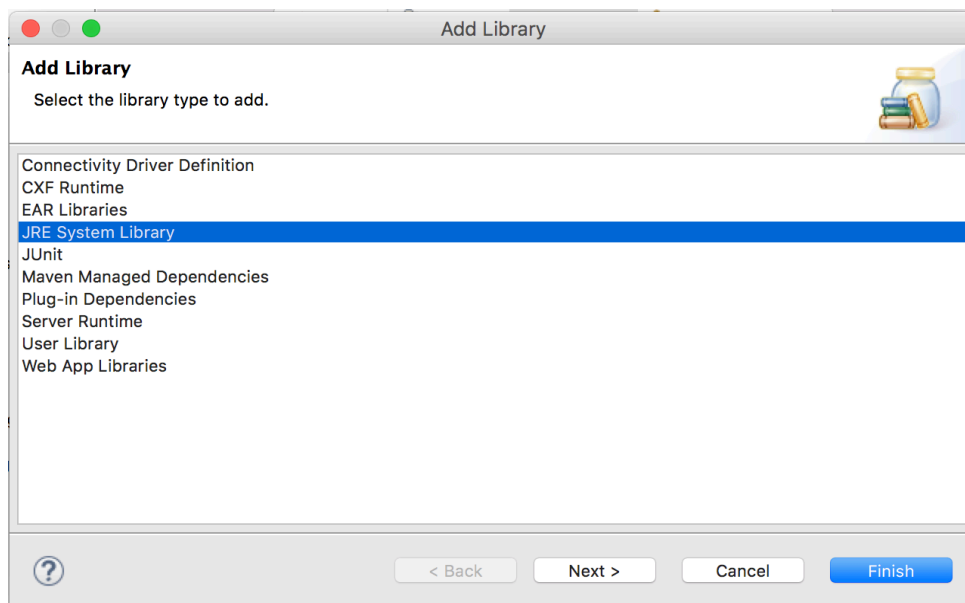 Add Library
Add Library
Select the library type to add.
Connectivity Driver Definition
CXF Runtime
EAR Libraries
JRE System Library
JUnit
Maven Managed Dependencies
Plug-in Dependencies
Server Runtime
User Library
Web App Libraries
?
< Back Next > Cancel Finish